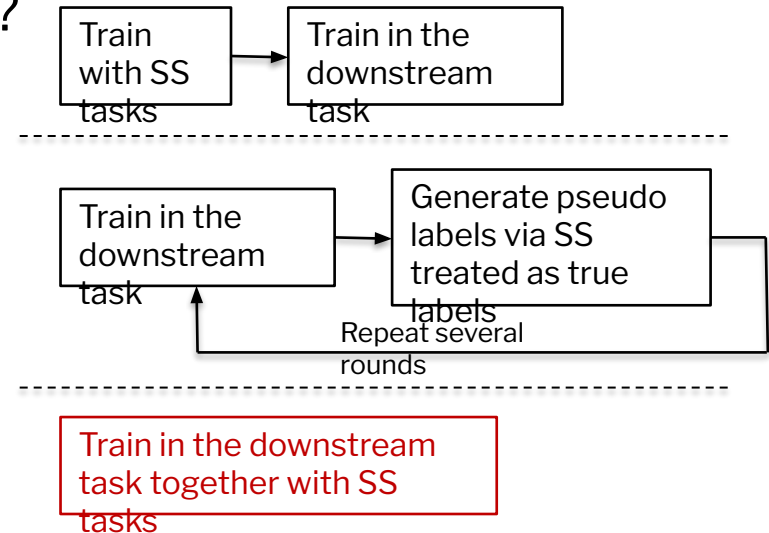 ?
Train
with SS
tasks
Train in the
downstream
task
Train in the
downstream
task
Generate pseudo
labels via SS
treated as true
labels
Repeat several
rounds
Train in the downstream
task together with SS
tasks